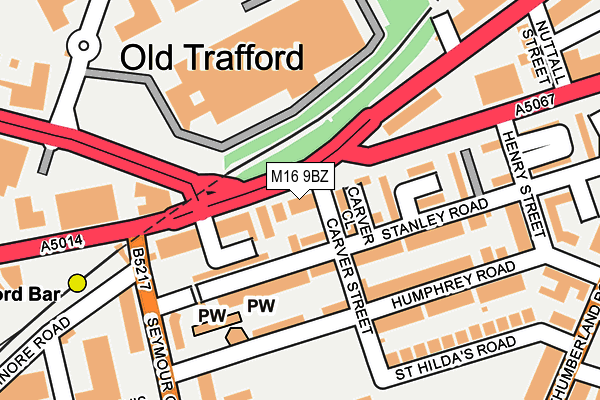 Old Trafford
NUTTALL
STREET
A5067
M16 9BZ
HENRY STREET
CARVER
CL
STANLEY ROAD
A5014
B5217
CARVER STREET
ord Bar
HUMPHREY ROAD
PW
PW
NORE ROAD
SEYMOUR G
ST HILDA'S ROAD
THUMBERLAND R